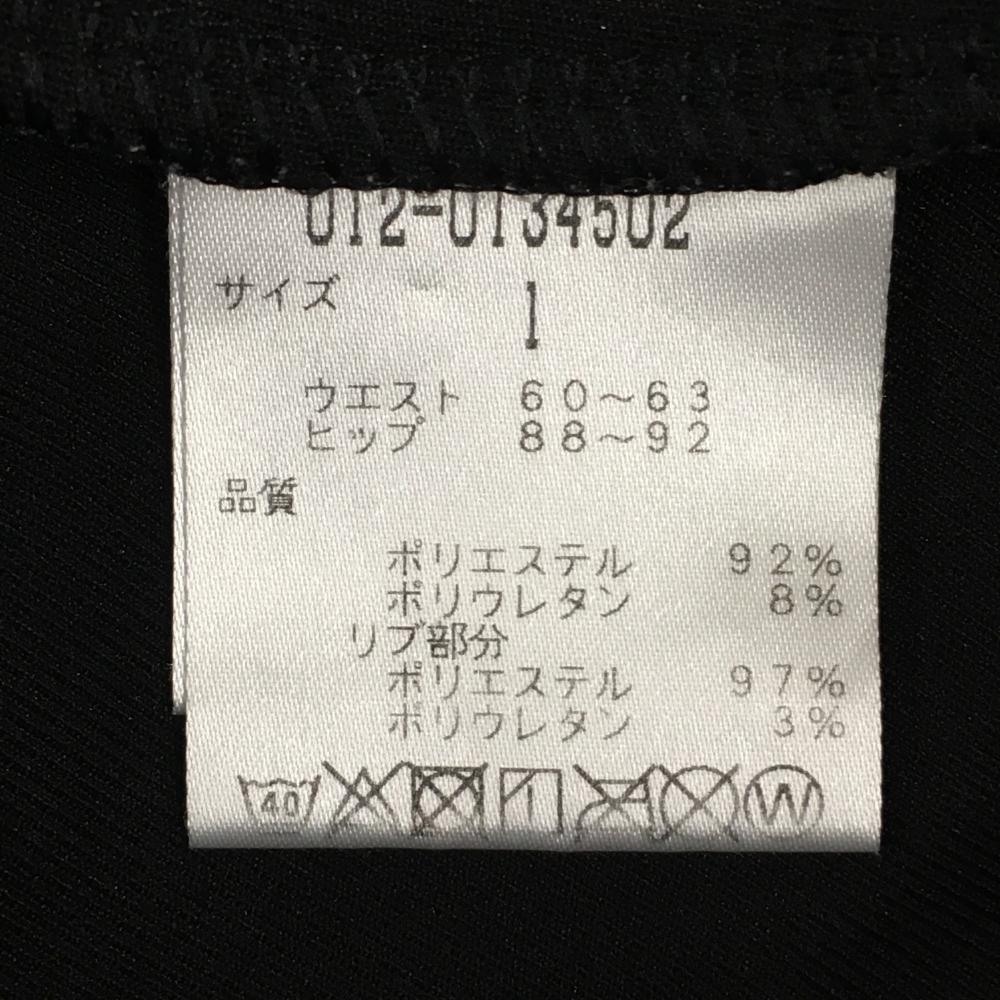 012-0134502
サイズ 1
ウエスト 60～63
ヒップ 88～92
品質
ポリエステル 92%
ポリウレタン 8%
リブ部分
ポリエステル 97%
ポリウレタン 3%
40 W